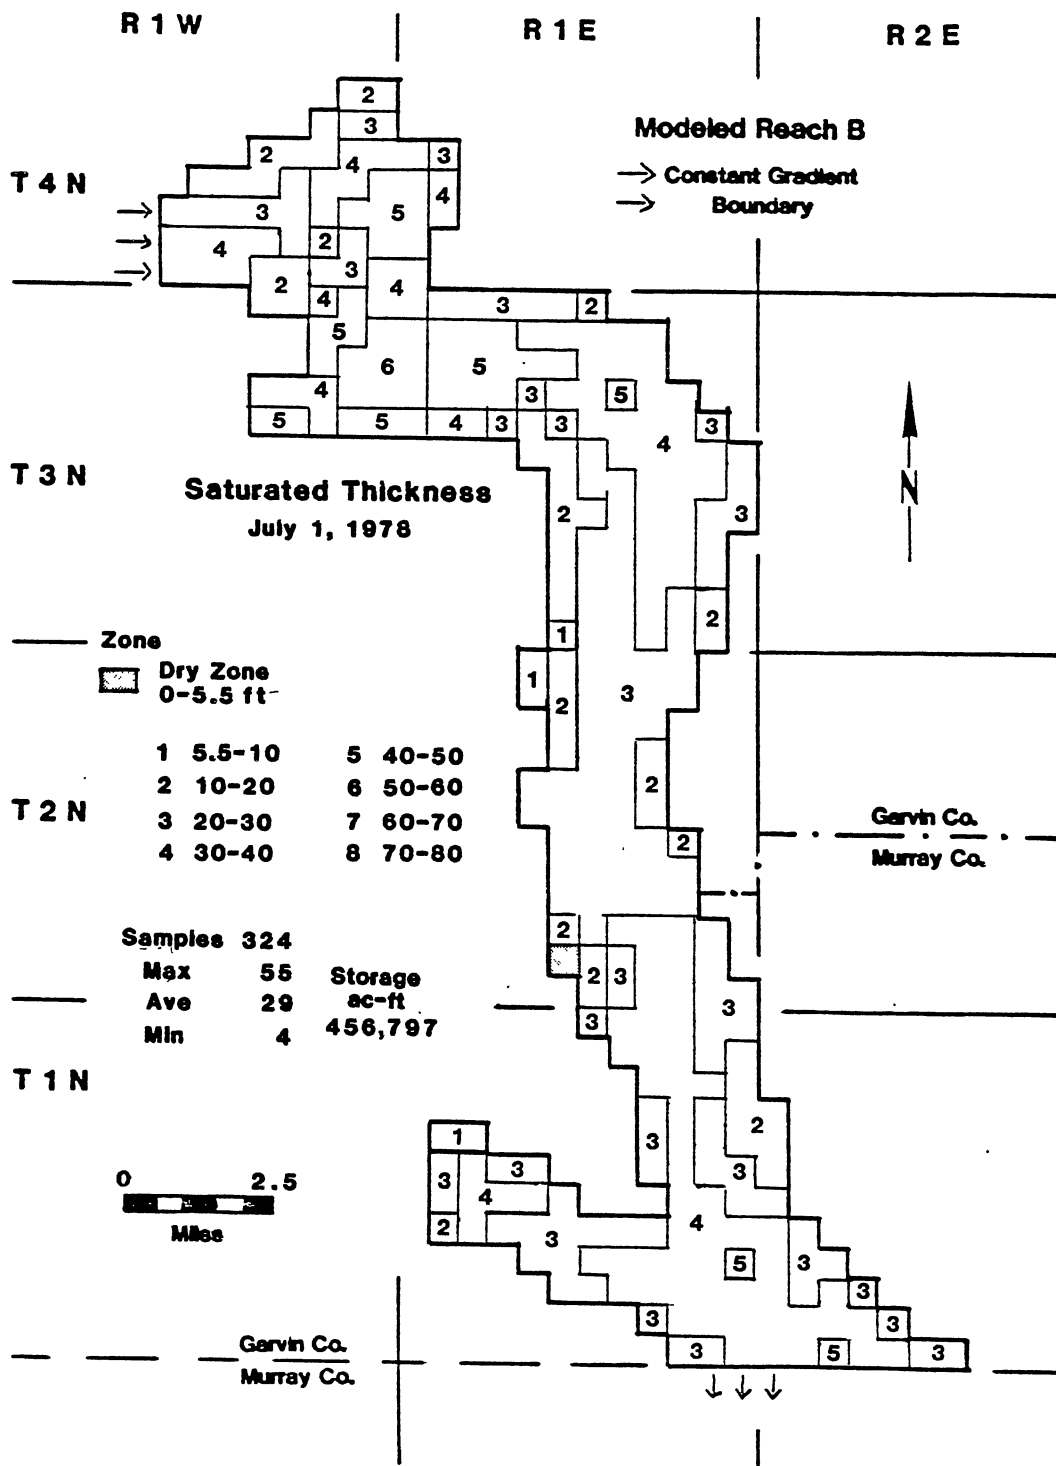 R 1 W
R 1 E
R 2 E
2
3
Modeled Reach B
2
4
3
Constant Gradient
Boundary
T 4 N
4
3
5
4
2
3
2
4
4
3
2
5
6
5
3
5
4
5
5
4
3
3
4
3
T 3 N
Saturated Thickness
July 1, 1978
2
3
N
2
1
Zone
Dry Zone
0-5.5 ft
1
2
3
1 5.5-10
5 40-50
2 10-20
6 50-60
3 20-30
7 60-70
4 30-40
8 70-80
T 2 N
2
2
Garvin Co.
Murray Co.
2
Samples 324
Max 55
Ave 29
Min 4
Storage
ac-ft
456,797
2
3
3
3
T 1 N
1
3
2
3
3
3
4
2
3
4
0
2.5
Miles
5
3
3
3
3
3
5
3
Garvin Co.
Murray Co.